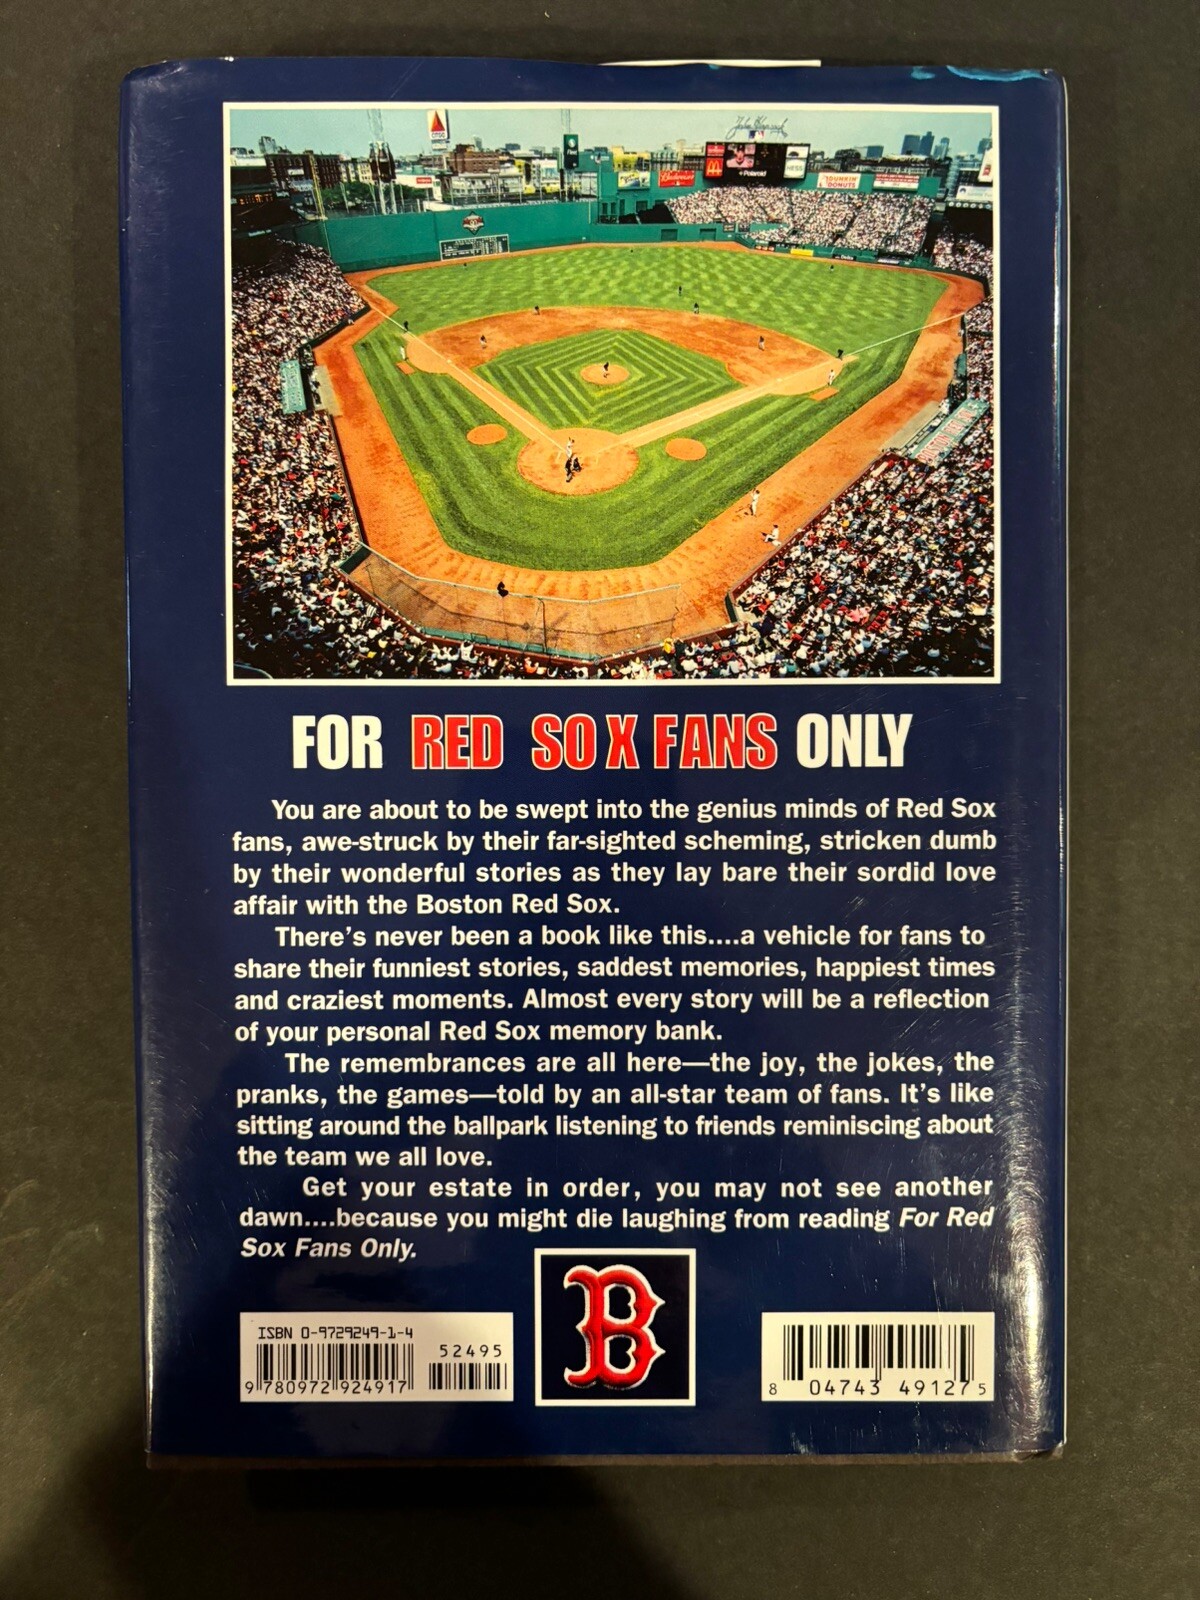 CITGO
John Hancock
Budweiser
Polaroid
DUNKIN'
DONUTS
FOR RED SOX FANS ONLY
You are about to be swept into the genius minds of Red Sox
fans, awe-struck by their far-sighted scheming, stricken dumb
by their wonderful stories as they lay bare their sordid love
affair with the Boston Red Sox.
There's never been a book like this....a vehicle for fans to
share their funniest stories, saddest memories, happiest times
and craziest moments. Almost every story will be a reflection
of your personal Red Sox memory bank.
The remembrances are all here—the joy, the jokes, the
pranks, the games—told by an all-star team of fans. It's like
sitting around the ballpark listening to friends reminiscing about
the team we all love.
Get your estate in order, you may not see another
dawn....because you might die laughing from reading For Red
Sox Fans Only.
B
ISBN 0-9729249-1-4
52495
9 780972 924917
8 04743 49127 5